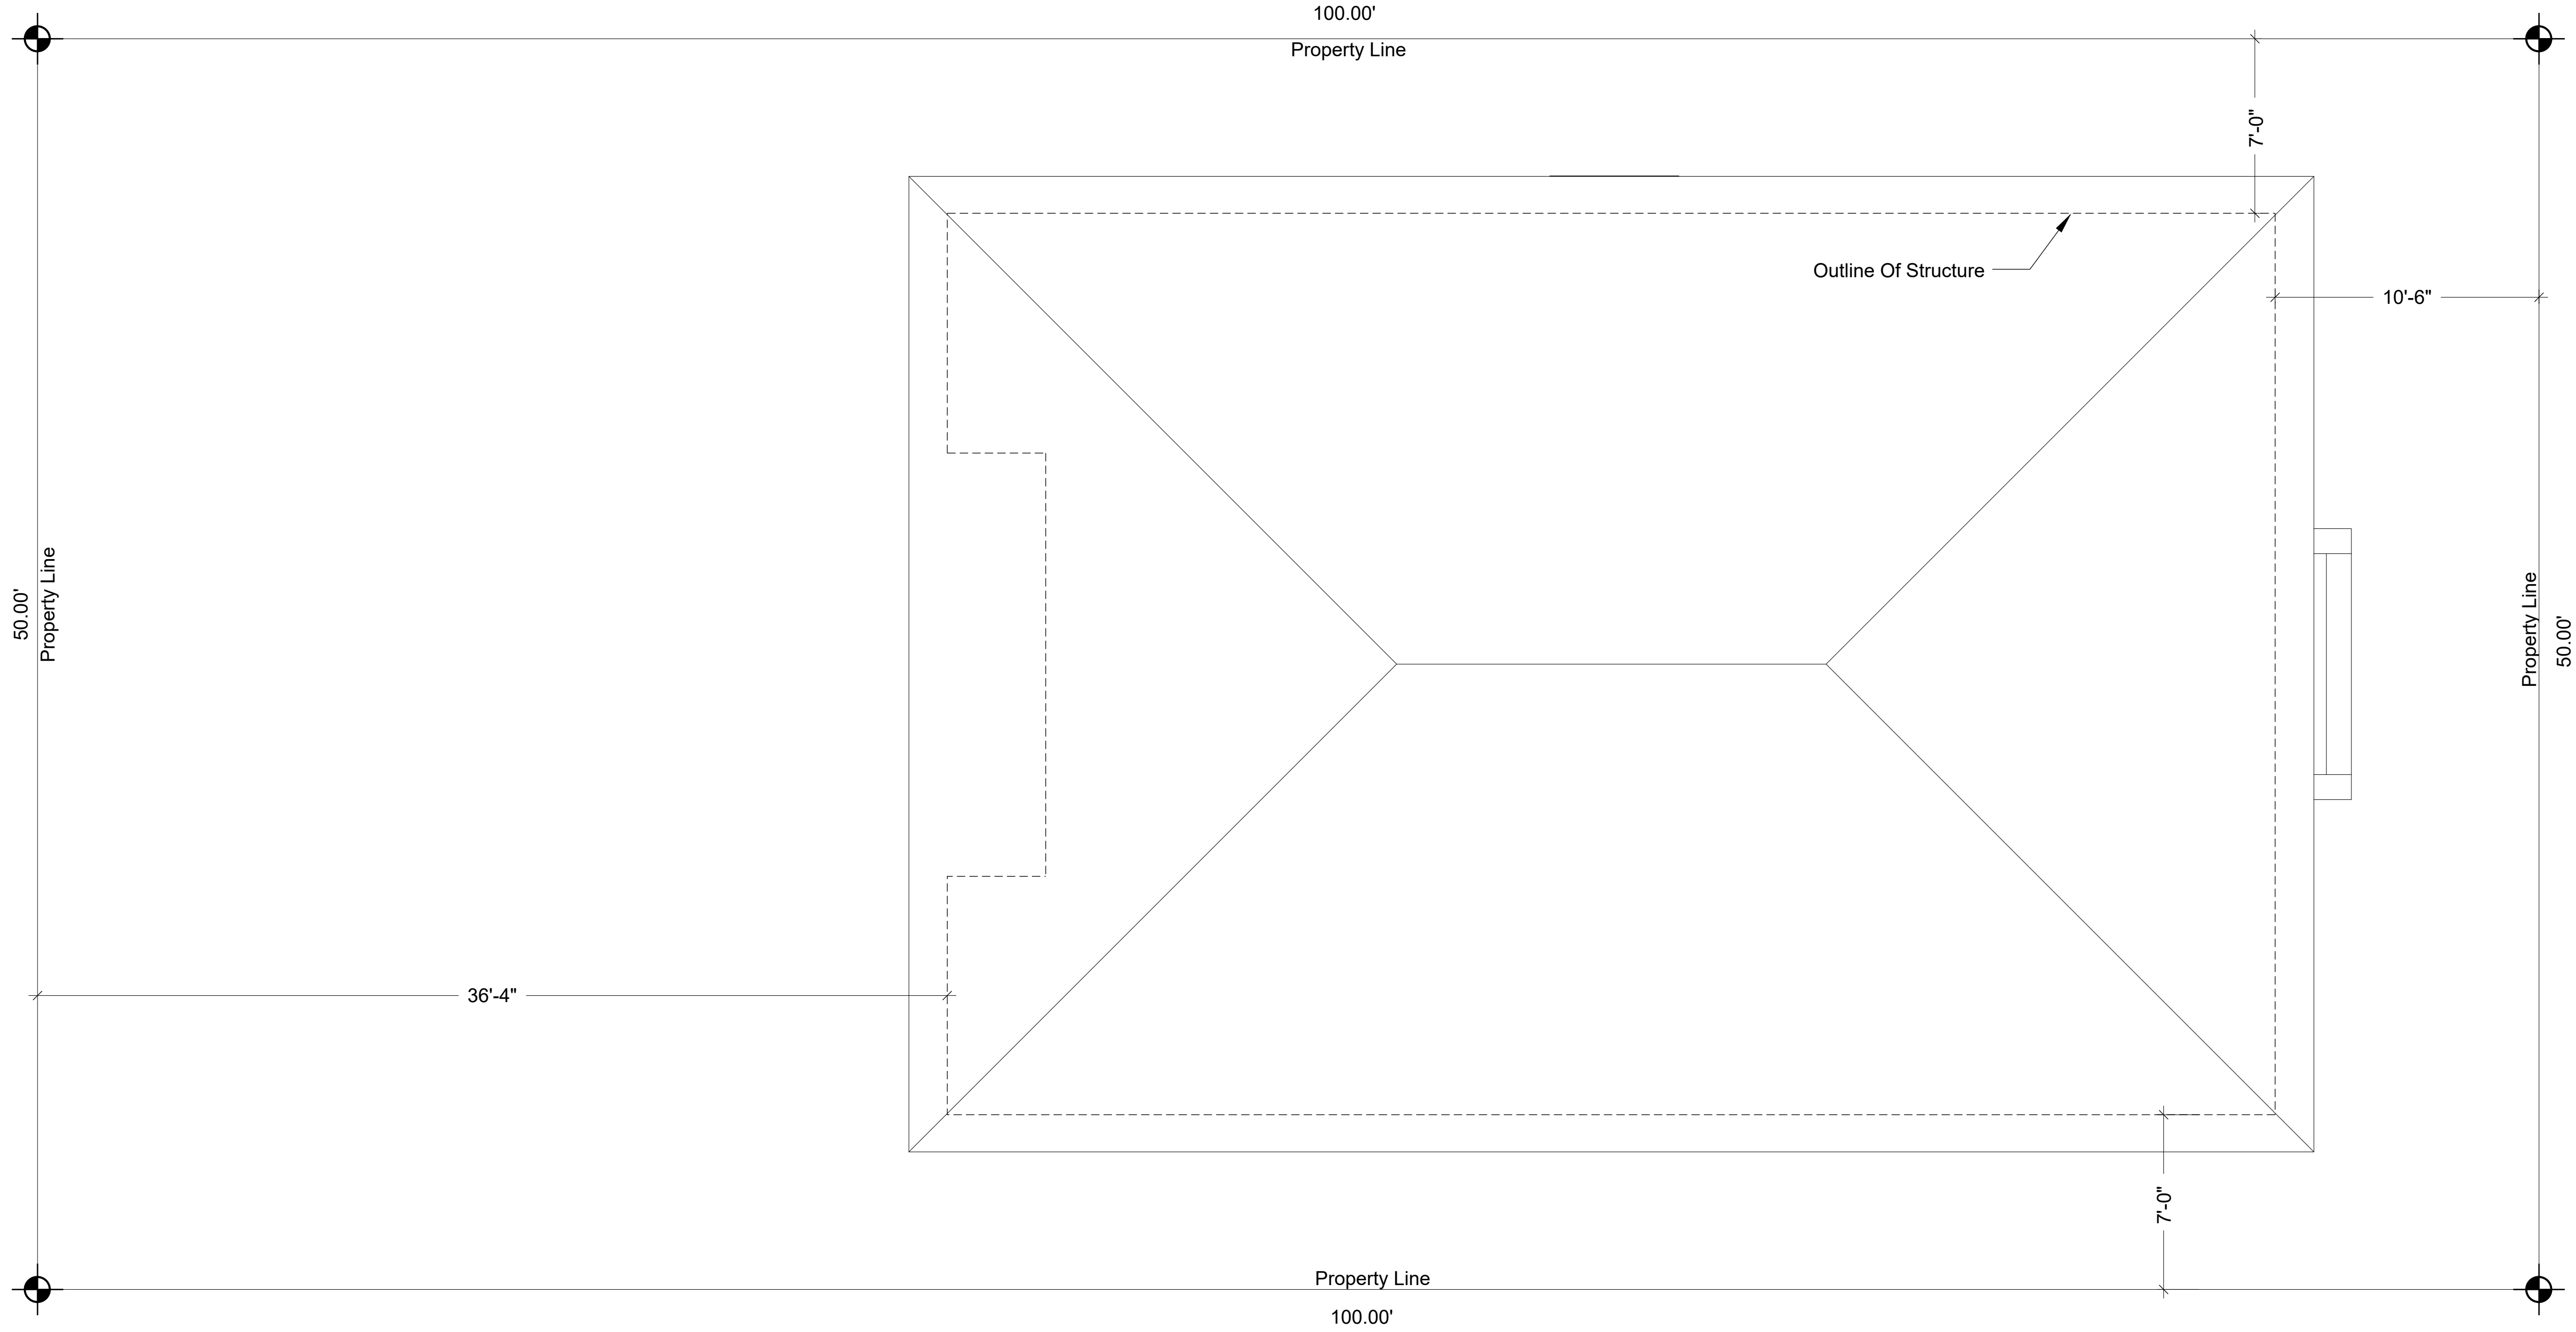 100.00'
Property Line
7'-0"
Outline Of Structure
10'-6"
50.00'
Property Line
Property Line
50.00'
36'-4"
7'-0"
Property Line
100.00'